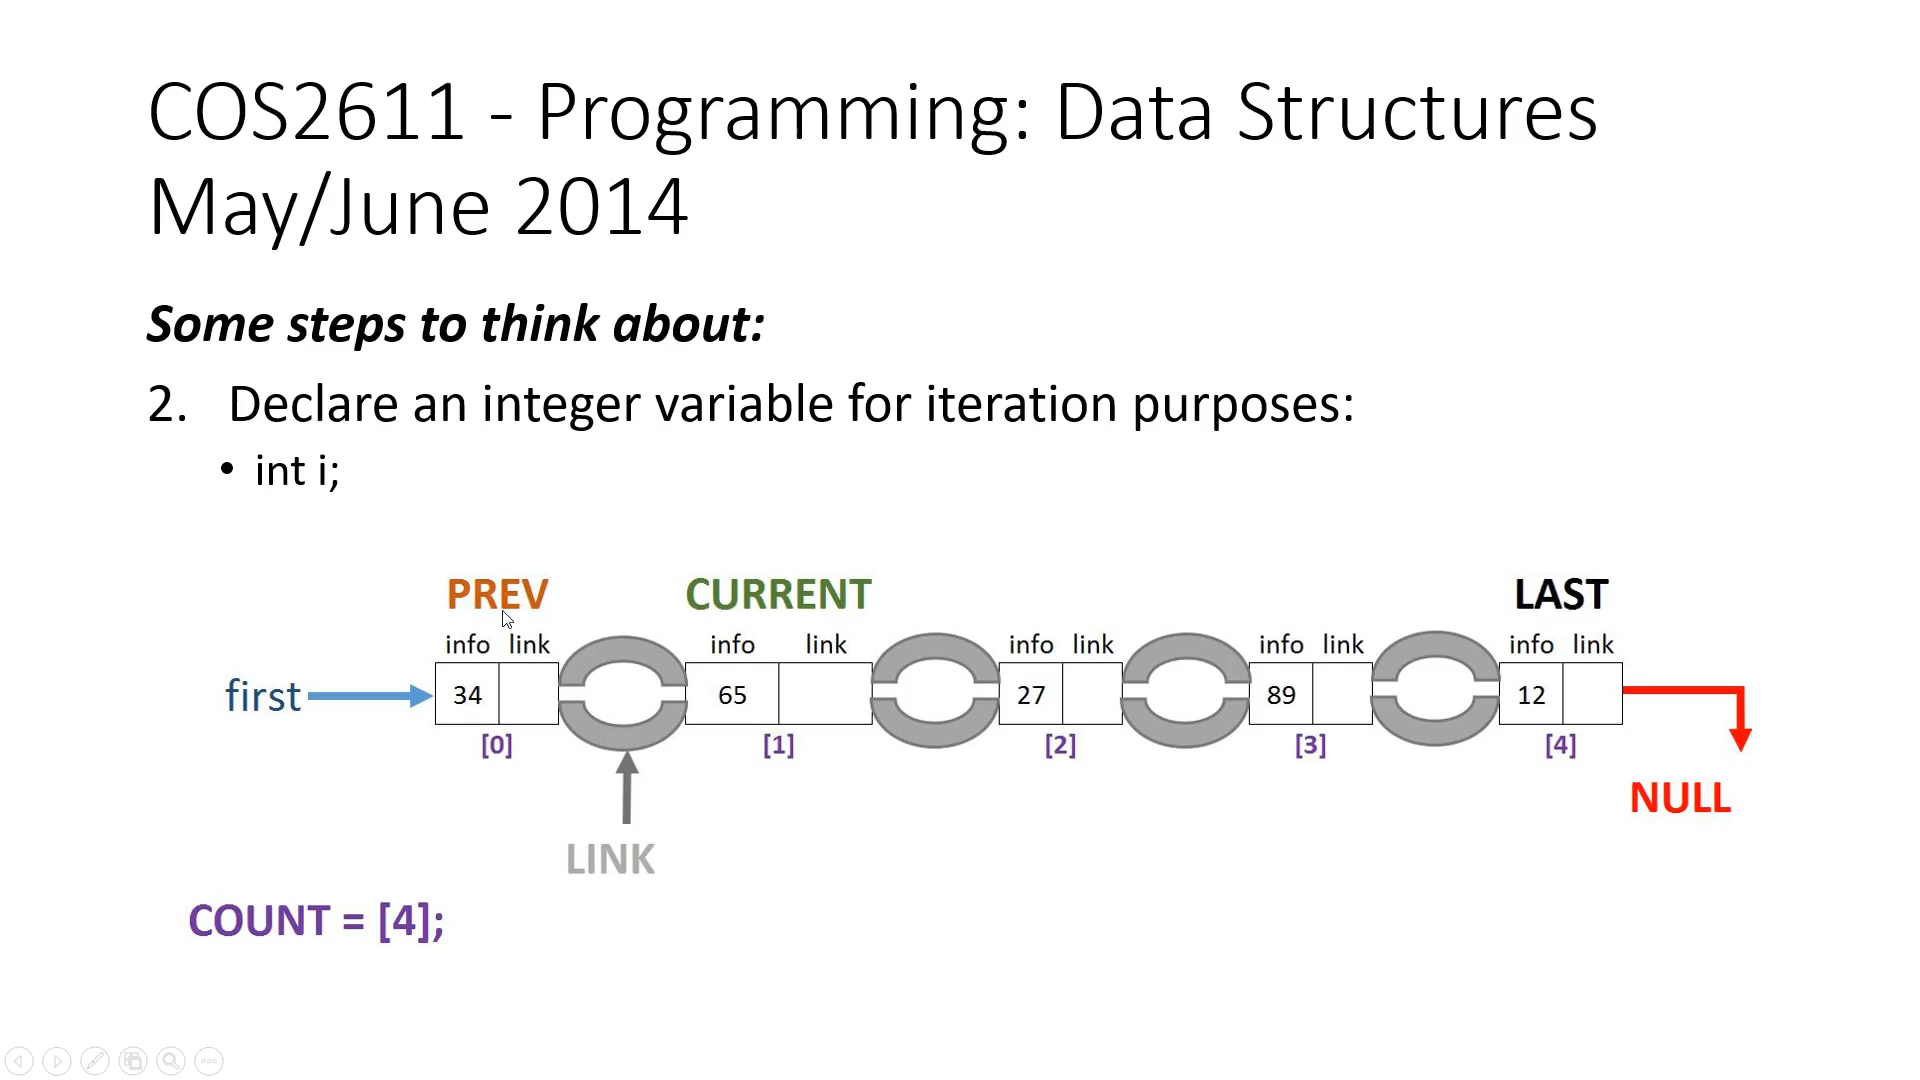 COS2611 - Programming: Data Structures
May/June 2014
Some steps to think about:
2. Declare an integer variable for iteration purposes:
• int i;
PREV CURRENT LAST
info link info link info link info link info link
first 34 65 27 89 12
[0] [1] [2] [3] [4]
NULL
LINK
COUNT = [4];